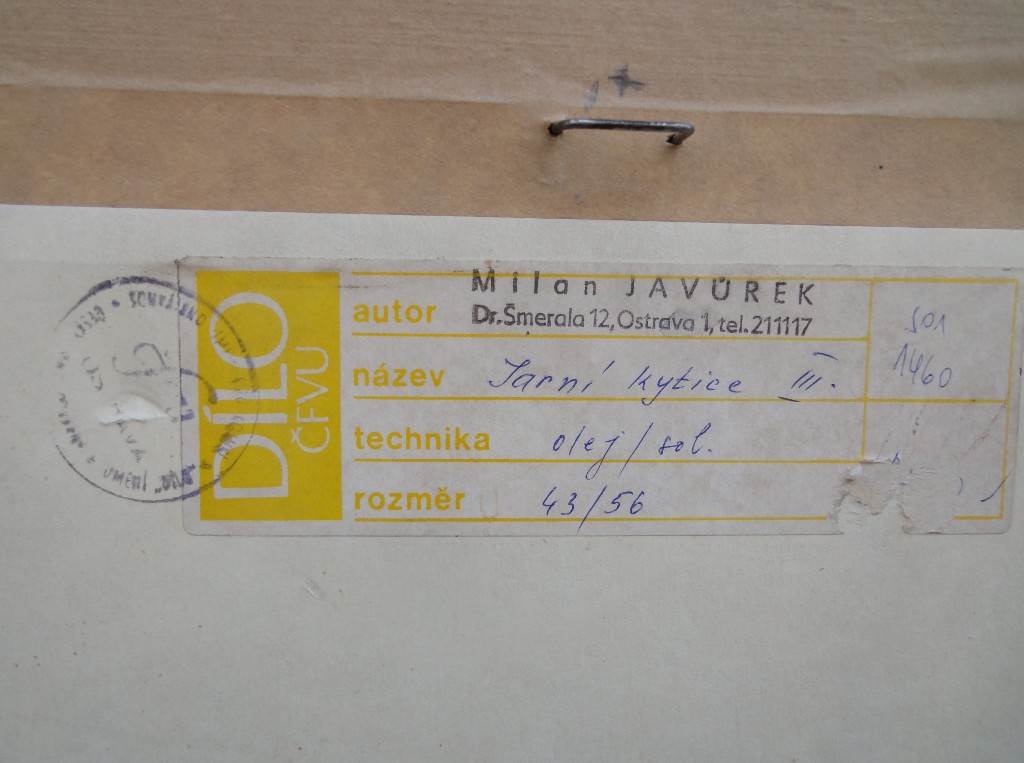 DÍLO
ČFVU
autor
Milan JAVŮREK
Dr. Šmerala 12, Ostrava 1, tel. 211117
název Jarní kytice III.
technika olej/sol.
rozměr 43/56
501
1460
SCHVÁLENO